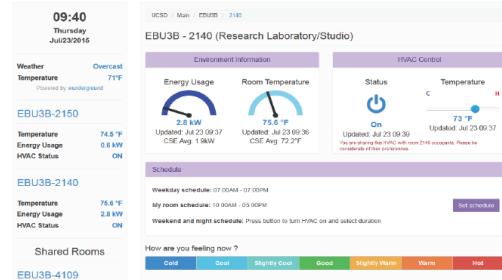 09:40
Thursday
Jul/23/2015
Weather Overcast
Temperature 71°F
Powered by wunderground
EBU3B-2150
Temperature 74.5 °F
Energy Usage 0.6 kW
HVAC Status ON
EBU3B-2140
Temperature 75.6 °F
Energy Usage 2.8 kW
HVAC Status ON
Shared Rooms
EBU3B-4109
UCSD / Main / EBU3B / 2140
EBU3B - 2140 (Research Laboratory/Studio)
Environment Information
Energy Usage Room Temperature
2.8 kW 75.6 °F
Updated: Jul 23 09:37 Updated: Jul 23 09:36
CSE Avg: 1.9kW CSE Avg: 72.2°F
HVAC Control
Status Temperature
C H
On 73 °F
Updated: Jul 23 09:39 Updated: Jul 23 09:37
You are sharing this HVAC with room 2140 occupants. Please be
considerate of their preferences.
Schedule
Weekday schedule: 07:00AM - 07:00PM
My room schedule: 10:00AM - 05:00PM
Weekend and night schedule: Press button to turn HVAC on and select duration
Set schedule
How are you feeling now ?
Cold Cool Slightly Cool Good Slightly Warm Warm Hot